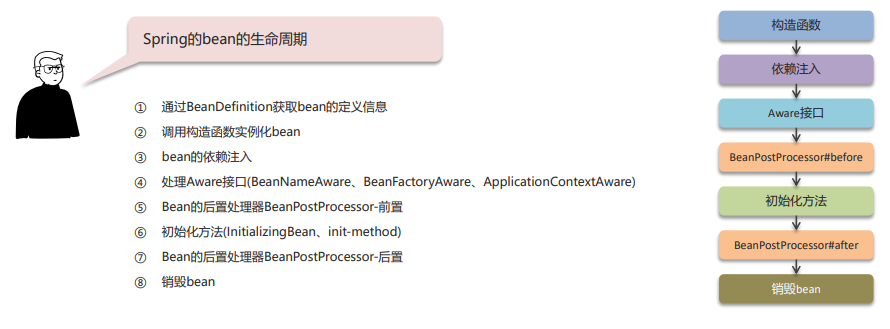 Spring的bean的生命周期
① 通过BeanDefinition获取bean的定义信息
② 调用构造函数实例化bean
③ bean的依赖注入
④ 处理Aware接口(BeanNameAware、BeanFactoryAware、ApplicationContextAware)
⑤ Bean的后置处理器BeanPostProcessor-前置
⑥ 初始化方法(InitializingBean、init-method)
⑦ Bean的后置处理器BeanPostProcessor-后置
⑧ 销毁bean
构造函数
依赖注入
Aware接口
BeanPostProcessor#before
初始化方法
BeanPostProcessor#after
销毁bean